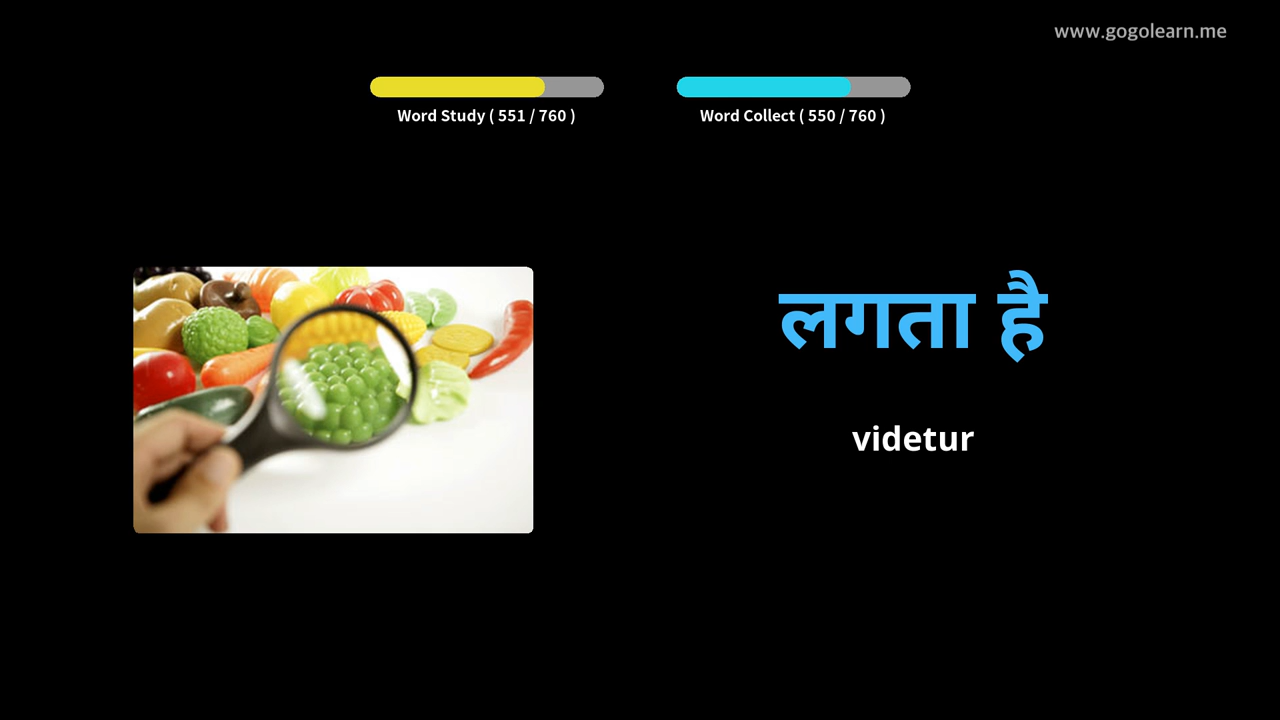 www.gogolearn.me
Word Study ( 551 / 760 )
Word Collect ( 550 / 760 )
लगता है
videtur